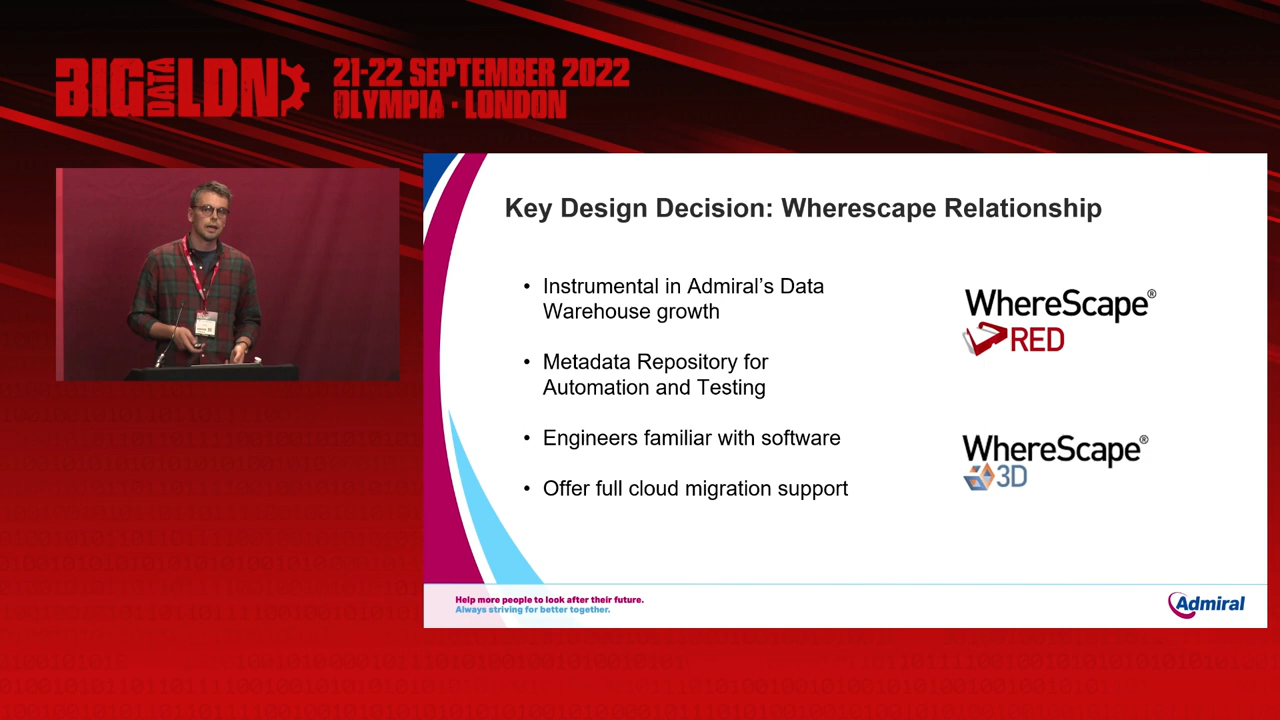 BIG DATA LDN
21-22 SEPTEMBER 2022
OLYMPIA · LONDON
Key Design Decision: Wherescape Relationship
• Instrumental in Admiral's Data
Warehouse growth
• Metadata Repository for
Automation and Testing
• Engineers familiar with software
• Offer full cloud migration support
WhereScape®
RED
WhereScape®
3D
Help more people to look after their future.
Always striving for better together.
Admiral